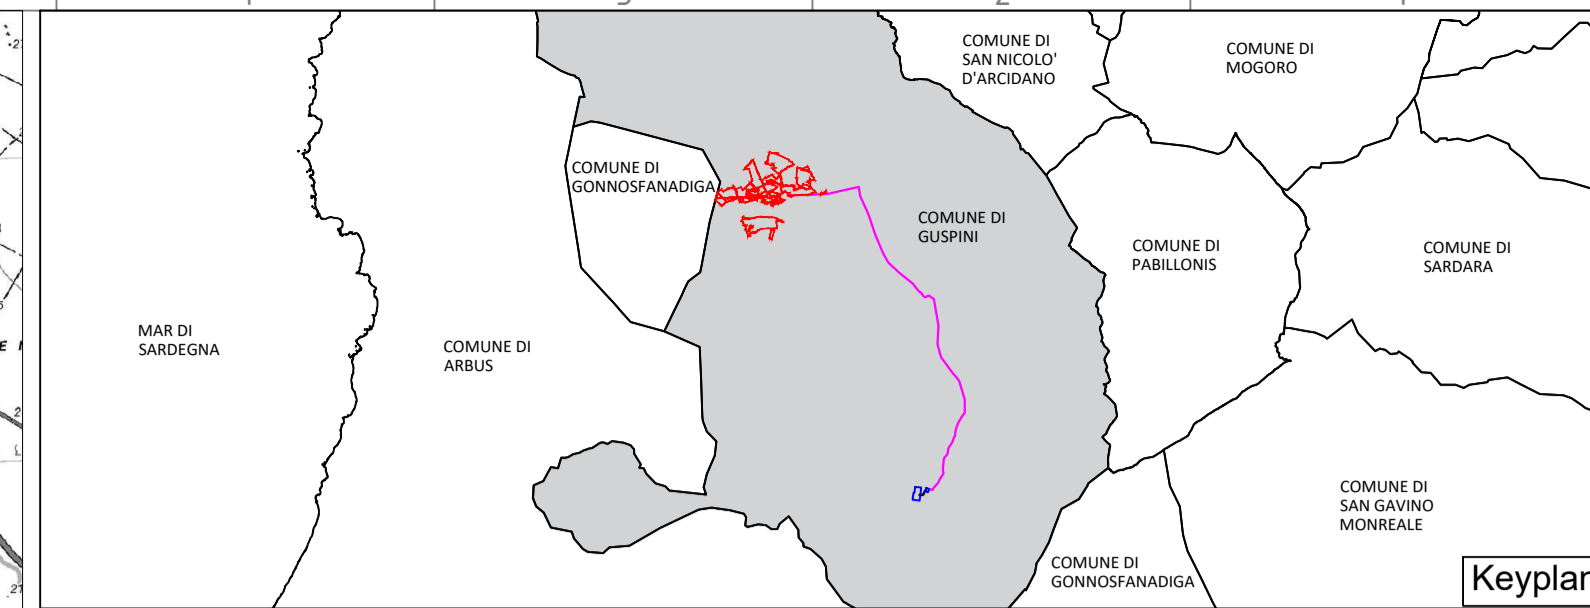 COMUNE DI
SAN NICOLO'
D'ARCIDANO
COMUNE DI
MOGORO
COMUNE DI
GONNOSFANADIGA
COMUNE DI
GUSPINI
COMUNE DI
PABILLONIS
COMUNE DI
SARDARA
MAR DI
SARDEGNA
COMUNE DI
ARBUS
COMUNE DI
SAN GAVINO
MONREALE
COMUNE DI
GONNOSFANADIGA
Keyplan